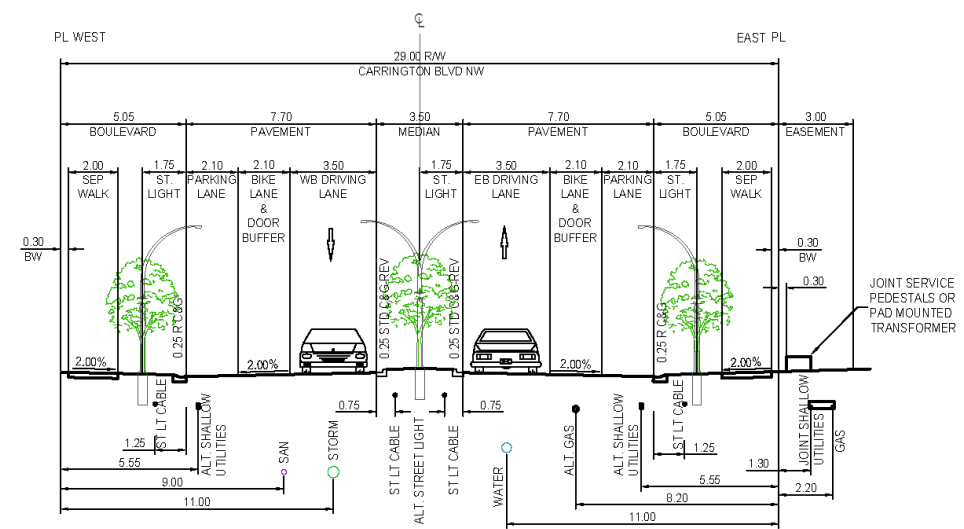 ℄
PL WEST
EAST PL
29.00 R/W
CARRINGTON BLVD NW
5.05
7.70
3.50
7.70
5.05
3.00
BOULEVARD
PAVEMENT
MEDIAN
PAVEMENT
BOULEVARD
EASEMENT
2.00
1.75
2.10
2.10
3.50
1.75
3.50
2.10
2.10
1.75
2.00
SEP
WALK
ST.
LIGHT
PARKING
LANE
BIKE
LANE
&
DOOR
BUFFER
WB DRIVING
LANE
ST.
LIGHT
EB DRIVING
LANE
BIKE
LANE
&
DOOR
BUFFER
PARKING
LANE
ST.
LIGHT
SEP
WALK
0.30
BW
0.30
BW
0.30
JOINT SERVICE
PEDESTALS OR
PAD MOUNTED
TRANSFORMER
0.25 R C&G
0.25 STD C&G-REV
0.25 STD C&G-REV
0.25 R C&G
2.00%
2.00%
2.00%
2.00%
0.75
0.75
ST LT CABLE
ALT. SHALLOW
UTILITIES
SAN
STORM
ST LT CABLE
ALT. STREET LIGHT
ST LT CABLE
WATER
ALT. GAS
ALT. SHALLOW
UTILITIES
ST LT CABLE
JOINT SHALLOW
UTILITIES
GAS
1.25
1.25
5.55
1.30
9.00
5.55
2.20
11.00
8.20
11.00